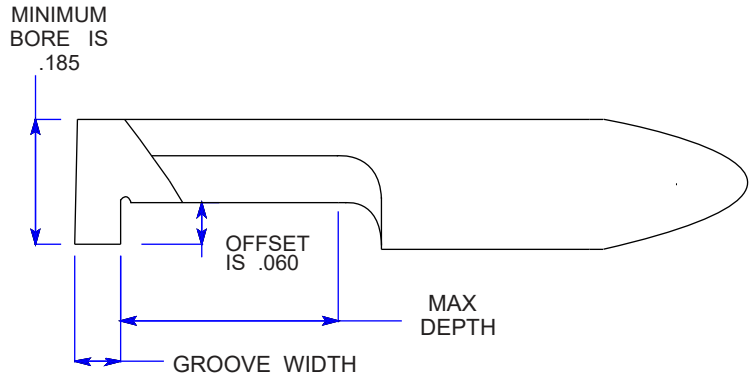 MINIMUM
BORE IS
.185
OFFSET
IS .060
MAX
DEPTH
GROOVE WIDTH